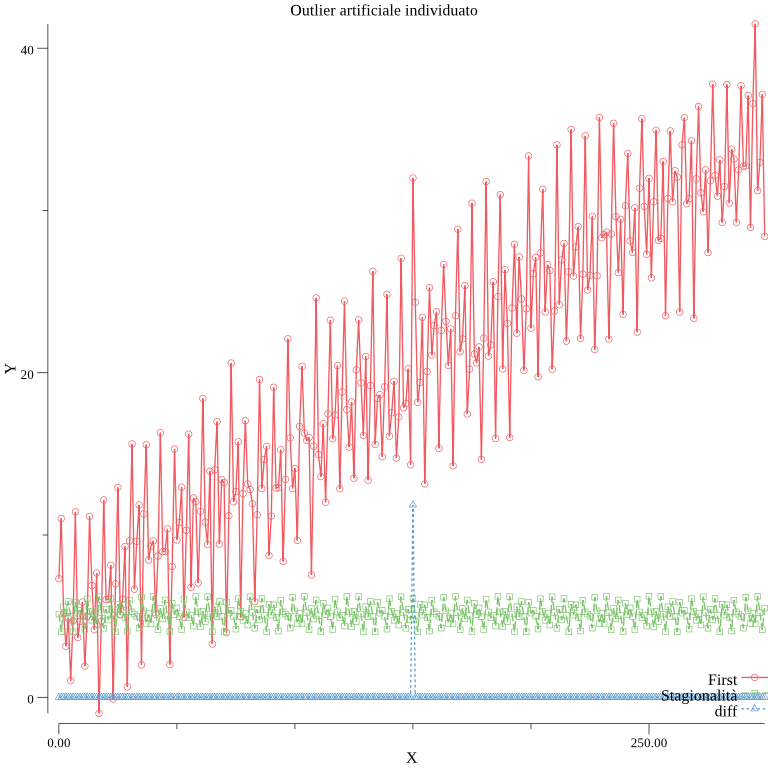 Outlier artificiale individuato
40
20
0
Y
First
Stagionalità
diff
0.00
250.00
X